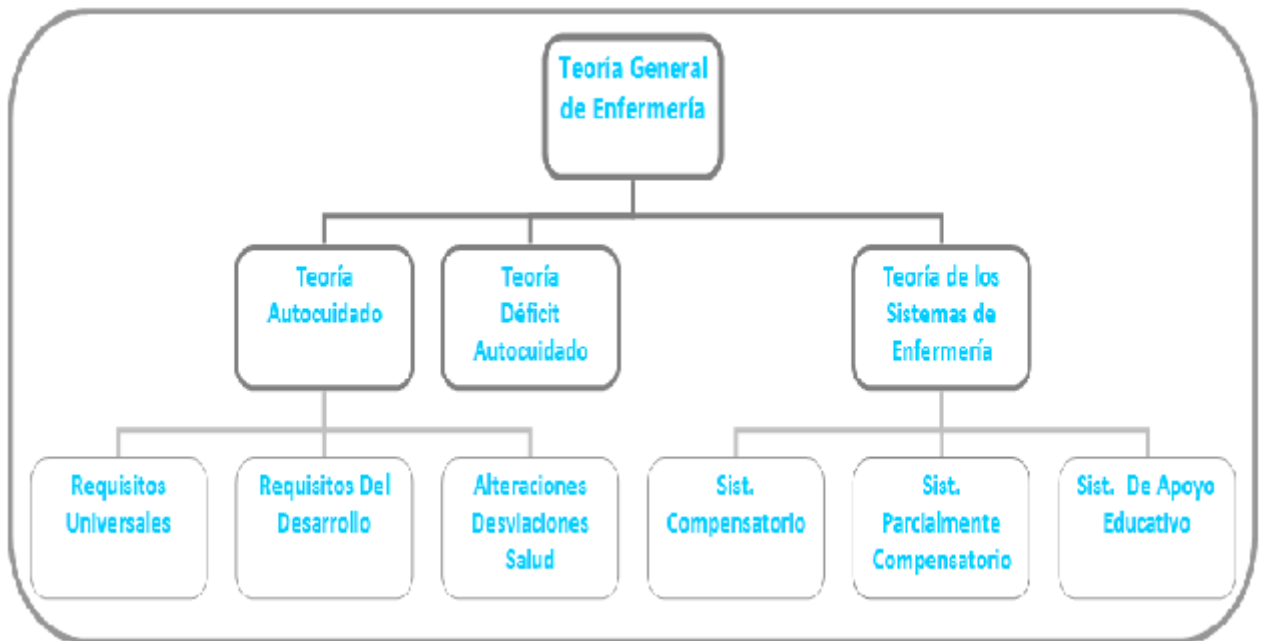 Teoría General
de Enfermería
Teoría
Autocuidado
Teoría
Déficit
Autocuidado
Teoría de los
Sistemas de
Enfermería
Requisitos
Universales
Requisitos Del
Desarrollo
Alteraciones
Desviaciones
Salud
Sist.
Compensatorio
Sist.
Parcialmente
Compensatorio
Sist. De Apoyo
Educativo